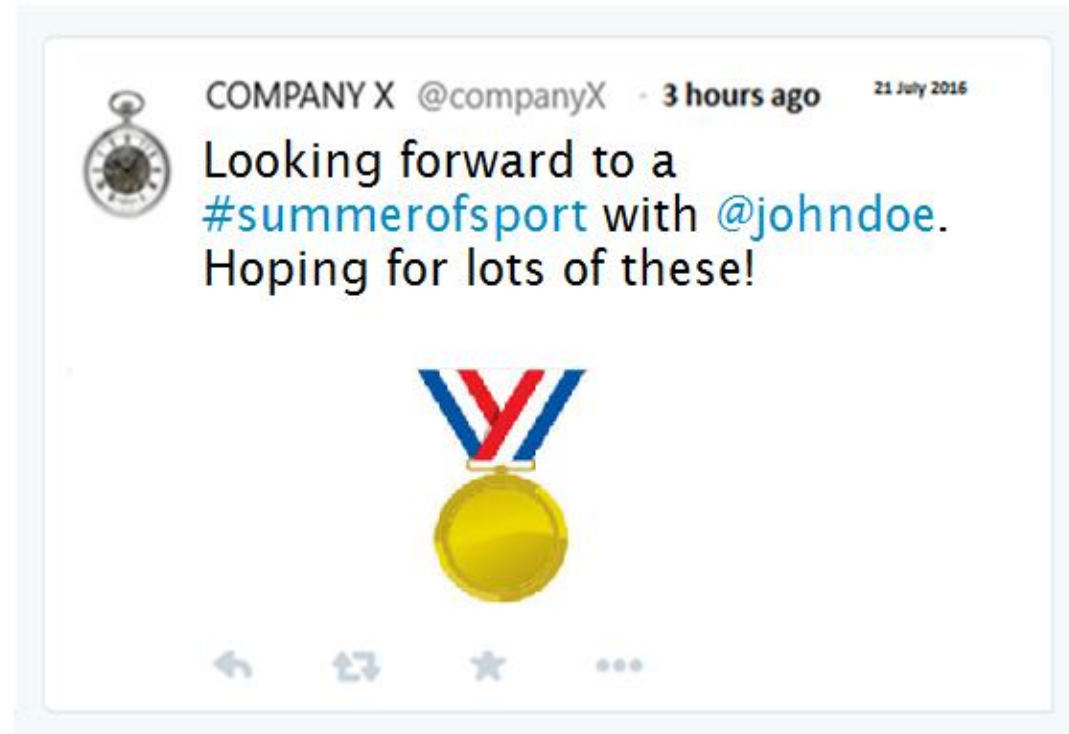 COMPANY X @companyX · 3 hours ago 21 July 2016
Looking forward to a
#summerofsport with @johndoe.
Hoping for lots of these!